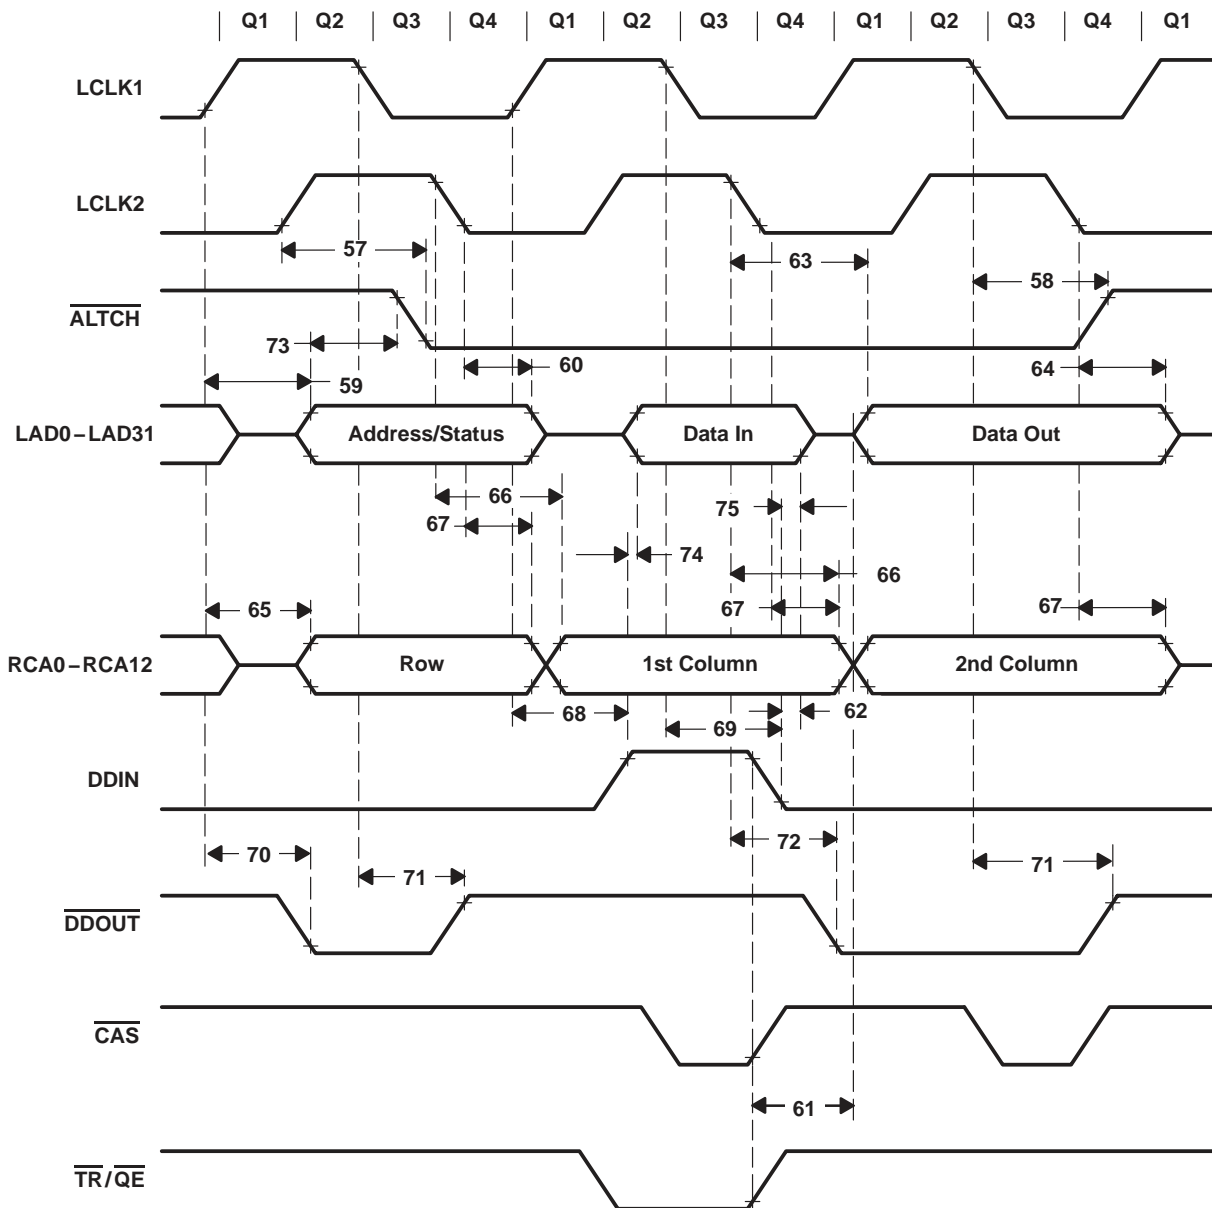 Q1 Q2 Q3 Q4 Q1 Q2 Q3 Q4 Q1 Q2 Q3 Q4 Q1
LCLK1
LCLK2
57
63
58
ALTCH
73
60
64
59
LAD0–LAD31 Address/Status Data In Data Out
66
75
67
74
66
65
67
67
RCA0–RCA12 Row 1st Column 2nd Column
68
62
69
DDIN
72
70
71
71
DDOUT
CAS
61
TR/QE